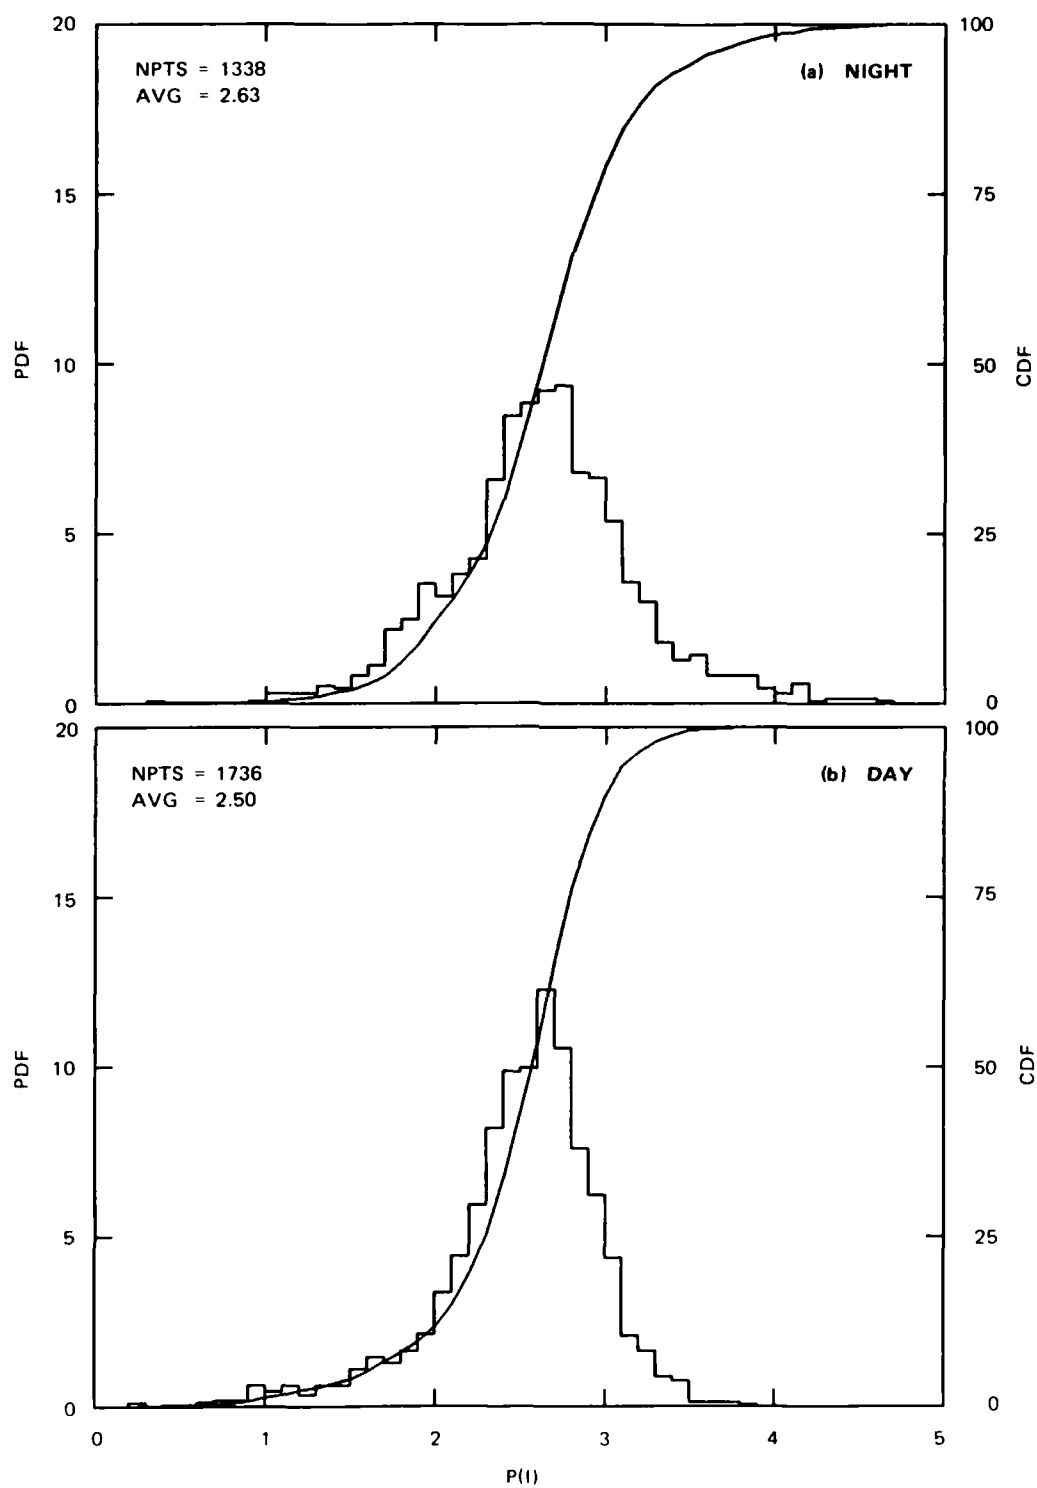 20
15
10
5
0
PDF
NPTS = 1338
AVG = 2.63
(a) NIGHT
100
75
50
25
0
CDF
20
15
10
5
0
PDF
NPTS = 1736
AVG = 2.50
(b) DAY
100
75
50
25
0
CDF
0 1 2 3 4 5
P(I)